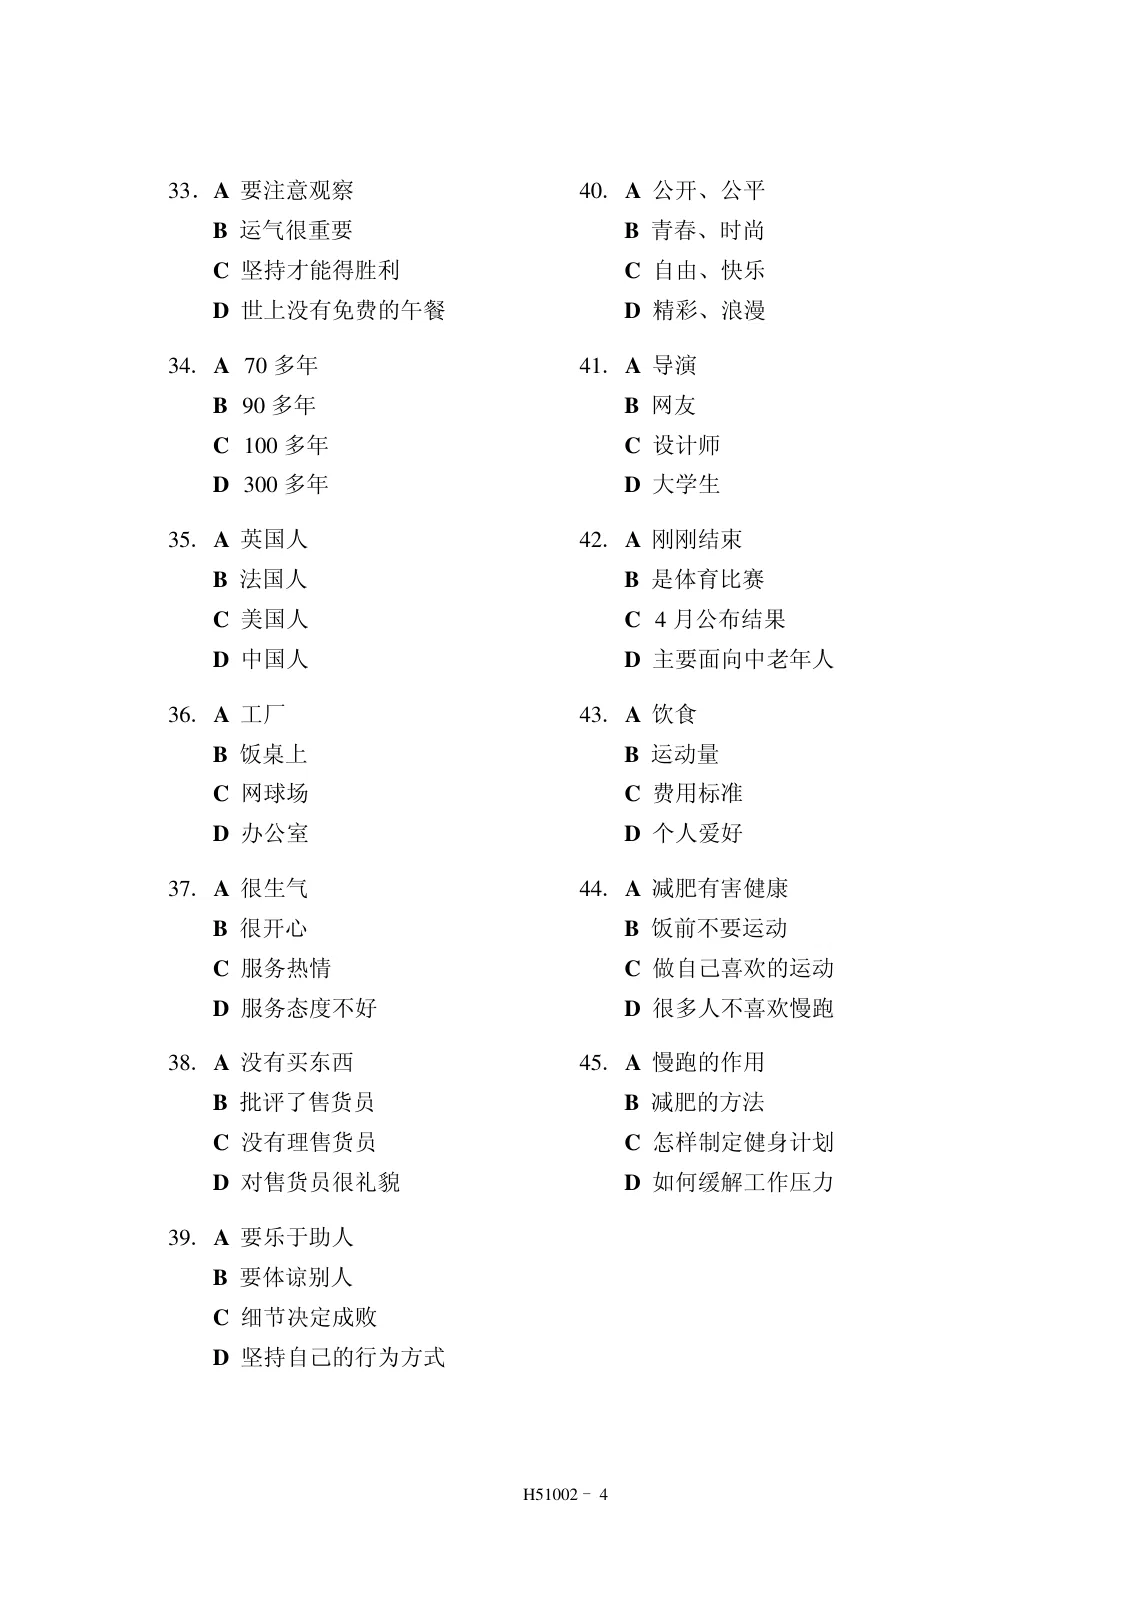 33．A 要注意观察
B 运气很重要
C 坚持才能得胜利
D 世上没有免费的午餐
34．A 70 多年
B 90 多年
C 100 多年
D 300 多年
35．A 英国人
B 法国人
C 美国人
D 中国人
36．A 工厂
B 饭桌上
C 网球场
D 办公室
37．A 很生气
B 很开心
C 服务热情
D 服务态度不好
38．A 没有买东西
B 批评了售货员
C 没有理售货员
D 对售货员很礼貌
39．A 要乐于助人
B 要体谅别人
C 细节决定成败
D 坚持自己的行为方式
40．A 公开、公平
B 青春、时尚
C 自由、快乐
D 精彩、浪漫
41．A 导演
B 网友
C 设计师
D 大学生
42．A 刚刚结束
B 是体育比赛
C 4 月公布结果
D 主要面向中老年人
43．A 饮食
B 运动量
C 费用标准
D 个人爱好
44．A 减肥有害健康
B 饭前不要运动
C 做自己喜欢的运动
D 很多人不喜欢慢跑
45．A 慢跑的作用
B 减肥的方法
C 怎样制定健身计划
D 如何缓解工作压力
H51002－ 4